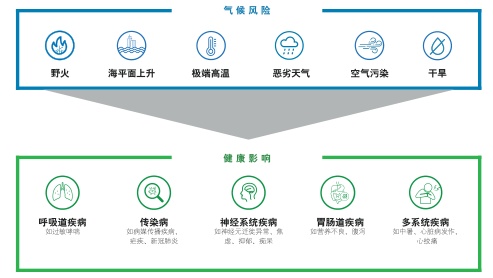 气候风险
野火
海平面上升
极端高温
恶劣天气
空气污染
干旱
健康影响
呼吸道疾病
如过敏哮喘
传染病
如病媒传播疾病、
疟疾、新冠肺炎
神经系统疾病
如神经元迁徙异常、焦
虑、抑郁、痴呆
胃肠道疾病
如营养不良、腹泻
多系统疾病
如中暑、心脏病发作、
心绞痛